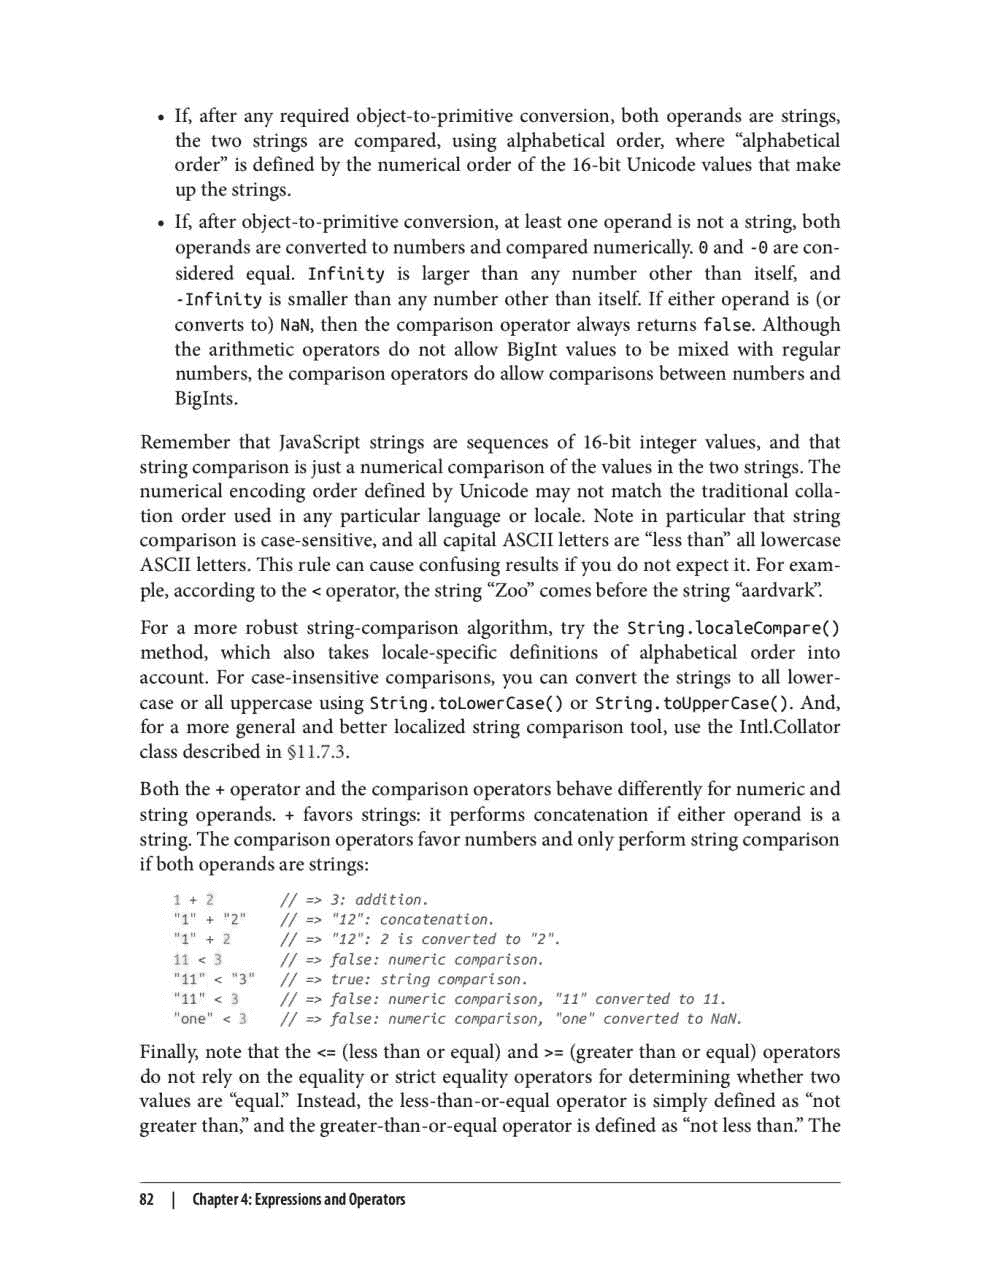 • If, after any required object-to-primitive conversion, both operands are strings,
the two strings are compared, using alphabetical order, where “alphabetical
order” is defined by the numerical order of the 16-bit Unicode values that make
up the strings.
• If, after object-to-primitive conversion, at least one operand is not a string, both
operands are converted to numbers and compared numerically. 0 and -0 are con-
sidered equal. Infinity is larger than any number other than itself, and
-Infinity is smaller than any number other than itself. If either operand is (or
converts to) NaN, then the comparison operator always returns false. Although
the arithmetic operators do not allow BigInt values to be mixed with regular
numbers, the comparison operators do allow comparisons between numbers and
BigInts.
Remember that JavaScript strings are sequences of 16-bit integer values, and that
string comparison is just a numerical comparison of the values in the two strings. The
numerical encoding order defined by Unicode may not match the traditional colla-
tion order used in any particular language or locale. Note in particular that string
comparison is case-sensitive, and all capital ASCII letters are “less than” all lowercase
ASCII letters. This rule can cause confusing results if you do not expect it. For exam-
ple, according to the < operator, the string “Zoo” comes before the string “aardvark”.
For a more robust string-comparison algorithm, try the String.localeCompare()
method, which also takes locale-specific definitions of alphabetical order into
account. For case-insensitive comparisons, you can convert the strings to all lower-
case or all uppercase using String.toLowerCase() or String.toUpperCase(). And,
for a more general and better localized string comparison tool, use the Intl.Collator
class described in §11.7.3.
Both the + operator and the comparison operators behave differently for numeric and
string operands. + favors strings: it performs concatenation if either operand is a
string. The comparison operators favor numbers and only perform string comparison
if both operands are strings:
1 + 2 // => 3: addition.
"1" + "2" // => "12": concatenation.
"1" + 2 // => "12": 2 is converted to "2".
11 < 3 // => false: numeric comparison.
"11" < "3" // => true: string comparison.
"11" < 3 // => false: numeric comparison, "11" converted to 11.
"one" < 3 // => false: numeric comparison, "one" converted to NaN.
Finally, note that the <= (less than or equal) and >= (greater than or equal) operators
do not rely on the equality or strict equality operators for determining whether two
values are “equal.” Instead, the less-than-or-equal operator is simply defined as “not
greater than,” and the greater-than-or-equal operator is defined as “not less than.” The
82 | Chapter 4: Expressions and Operators